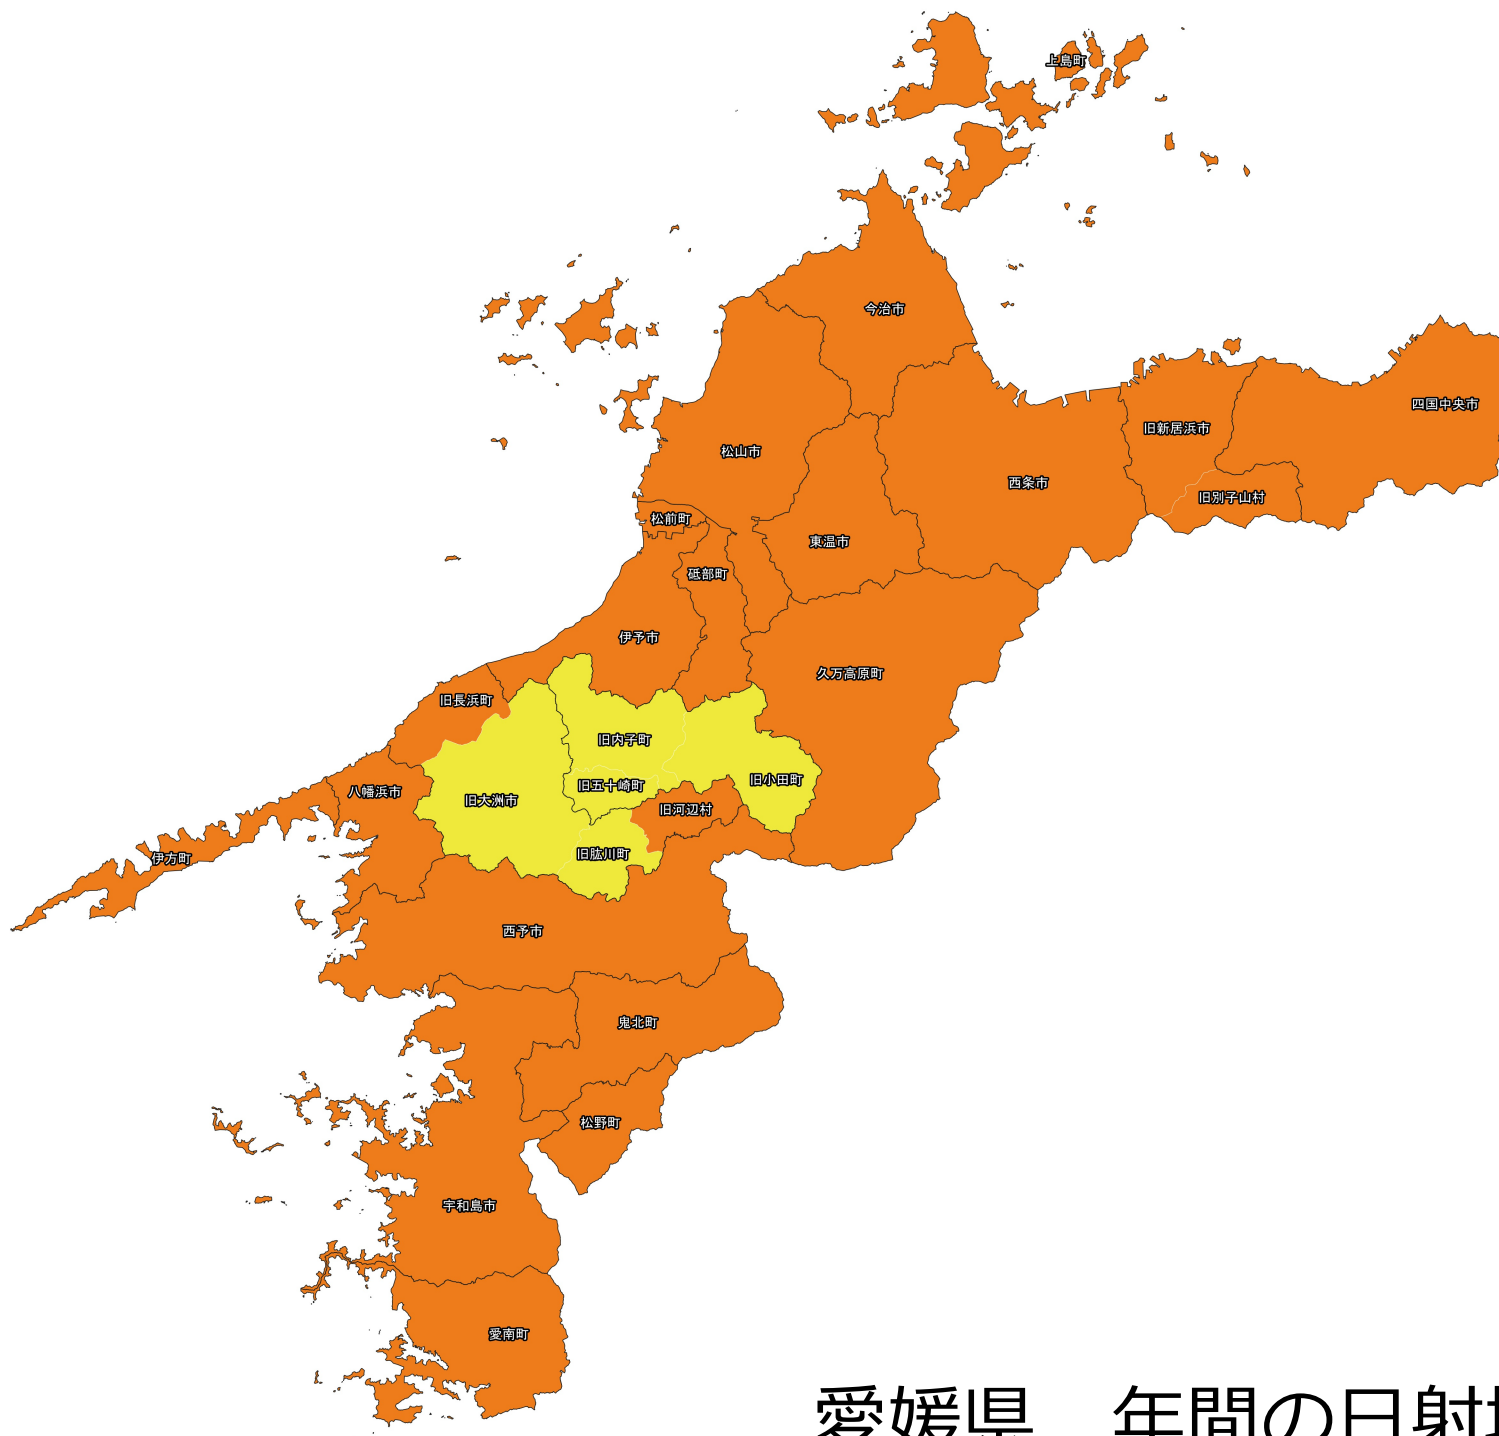 上島町
今治市
四国中央市
旧新居浜市
松山市
西条市
旧別子山村
松前町
東温市
砥部町
伊予市
久万高原町
旧長浜町
旧内子町
旧小田町
旧五十崎町
八幡浜市
旧大洲市
旧河辺村
旧肱川町
伊方町
西予市
鬼北町
松野町
宇和島市
愛南町
愛媛県 年間の日射